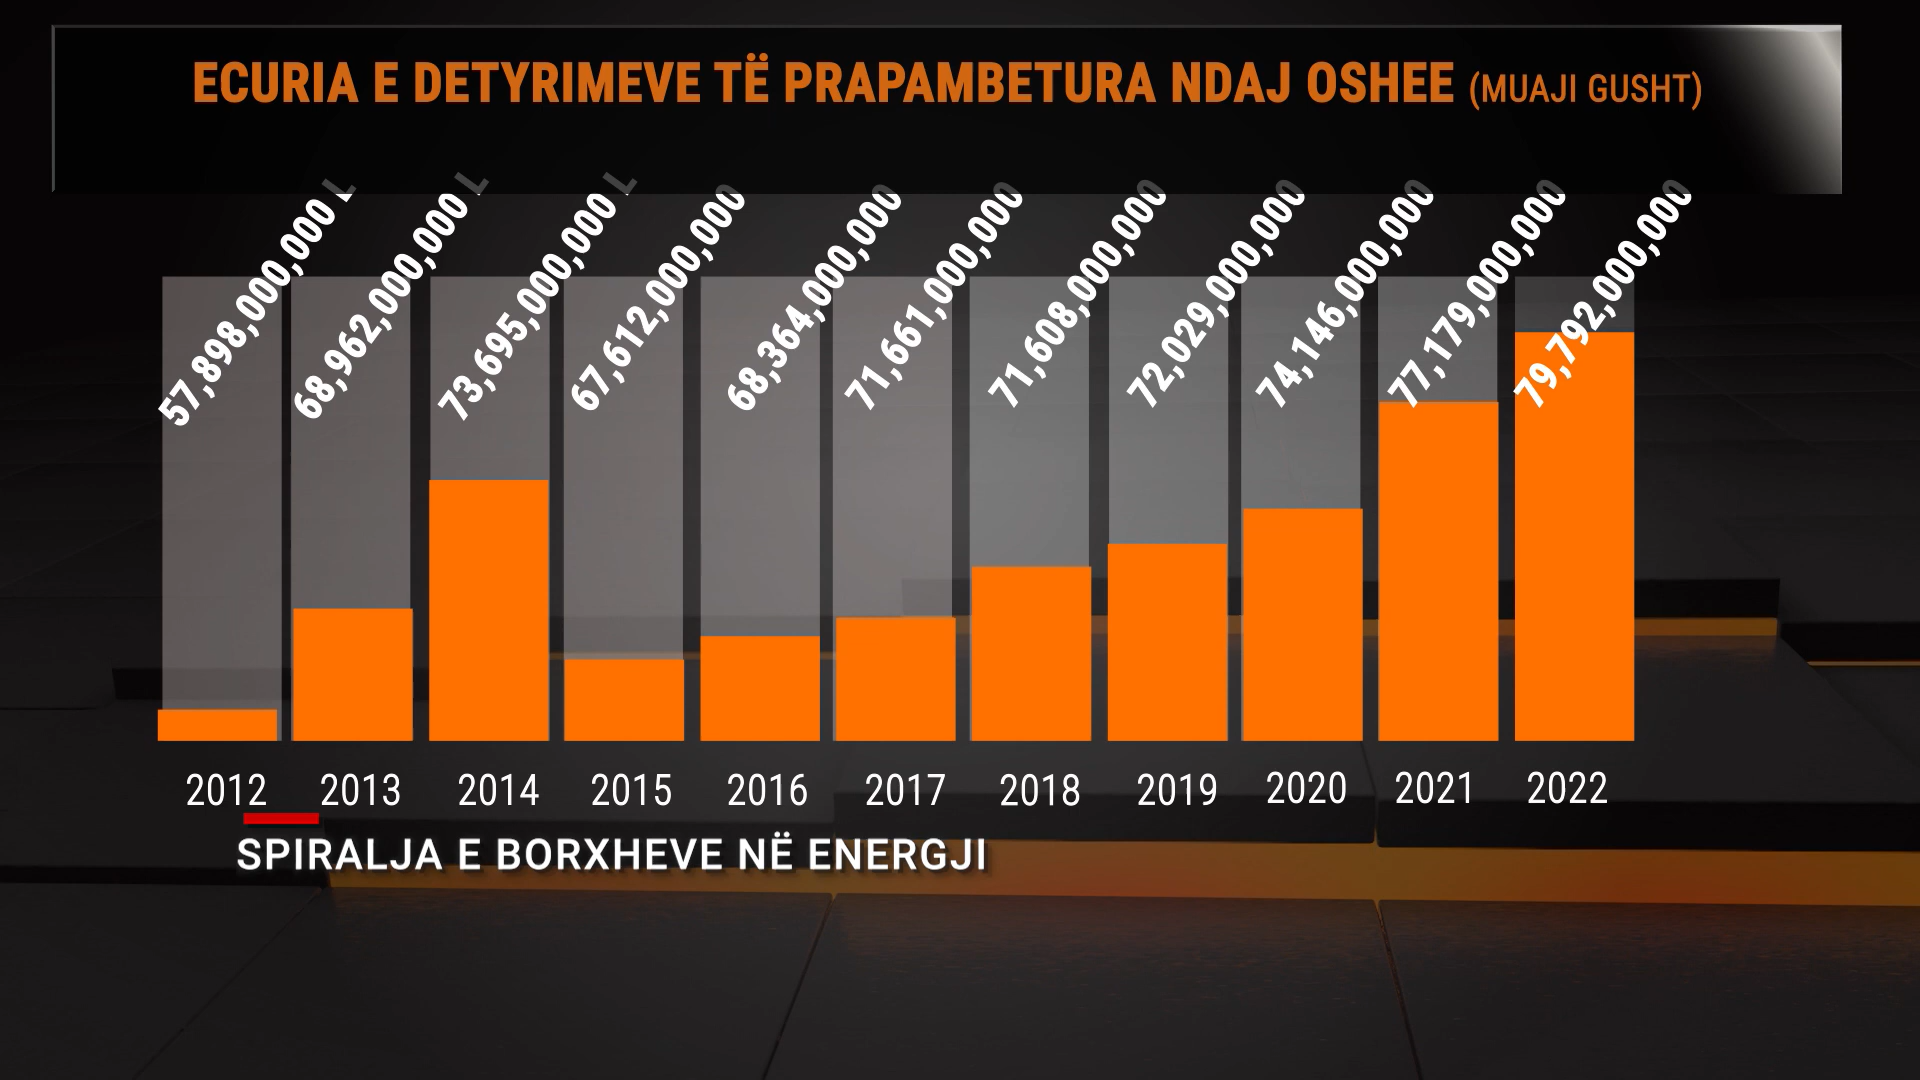 ECURIA E DETYRIMEVE TË PRAPAMBETURA NDAJ OSHEE (MUAJI GUSHT)
57,898,000,000 L
68,962,000,000 L
73,695,000,000 L
67,612,000,000
68,364,000,000
71,661,000,000
71,608,000,000
72,029,000,000
74,146,000,000
77,179,000,000
79,792,000,000
2012 2013 2014 2015 2016 2017 2018 2019 2020 2021 2022
SPIRALJA E BORXHEVE NË ENERGJI